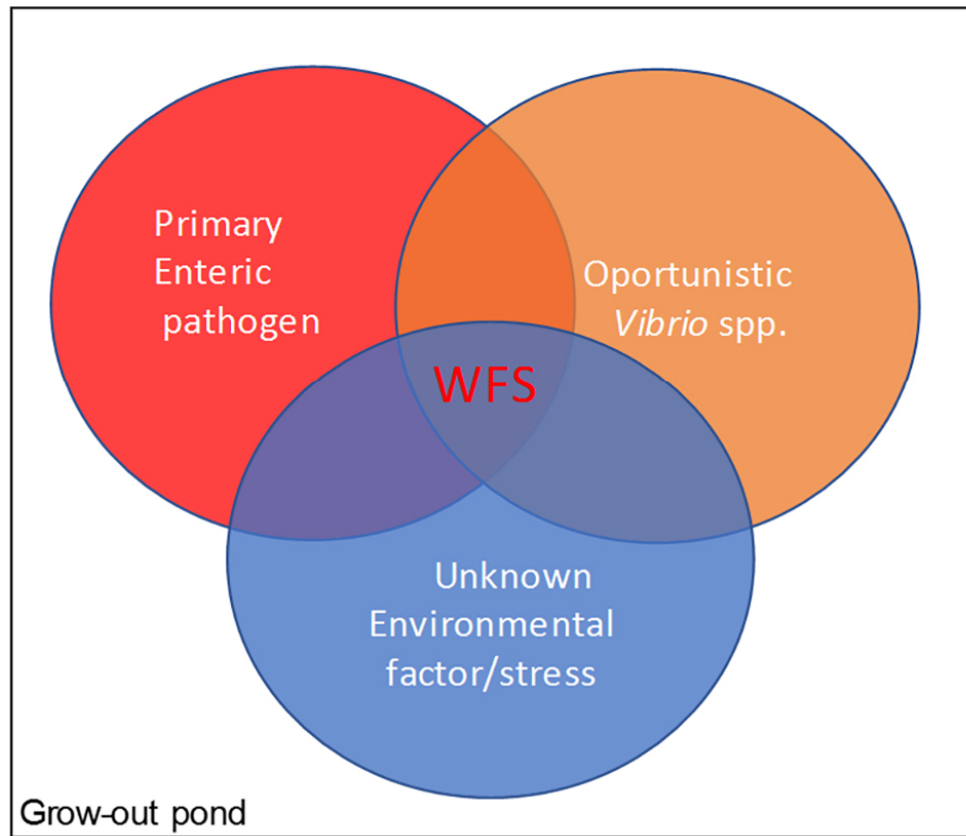 Primary
Enteric
pathogen
Oportunistic
Vibrio spp.
WFS
Unknown
Environmental
factor/stress
Grow-out pond